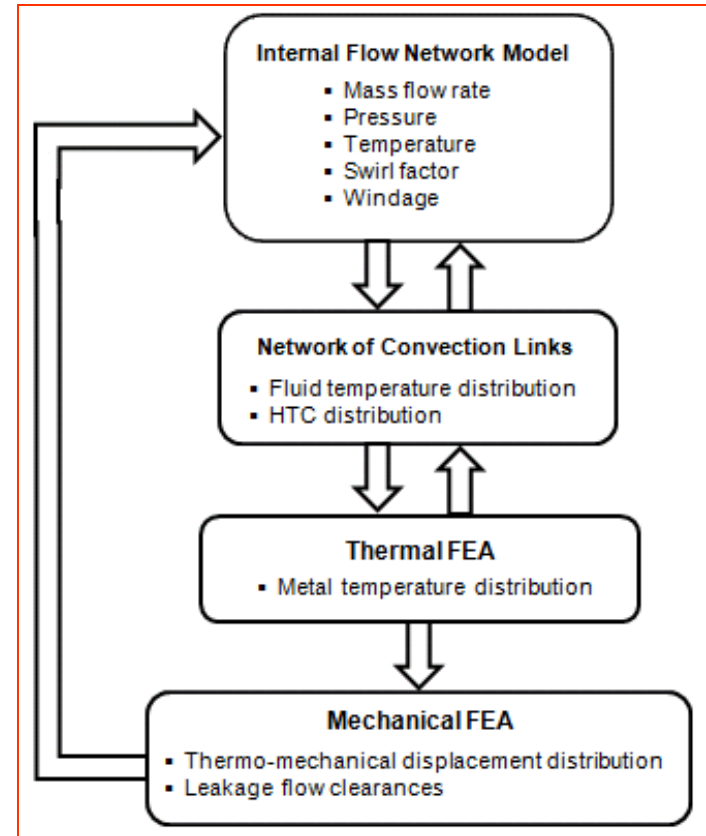 Internal Flow Network Model
▪ Mass flow rate
▪ Pressure
▪ Temperature
▪ Swirl factor
▪ Windage
Network of Convection Links
▪ Fluid temperature distribution
▪ HTC distribution
Thermal FEA
▪ Metal temperature distribution
Mechanical FEA
▪ Thermo-mechanical displacement distribution
▪ Leakage flow clearances